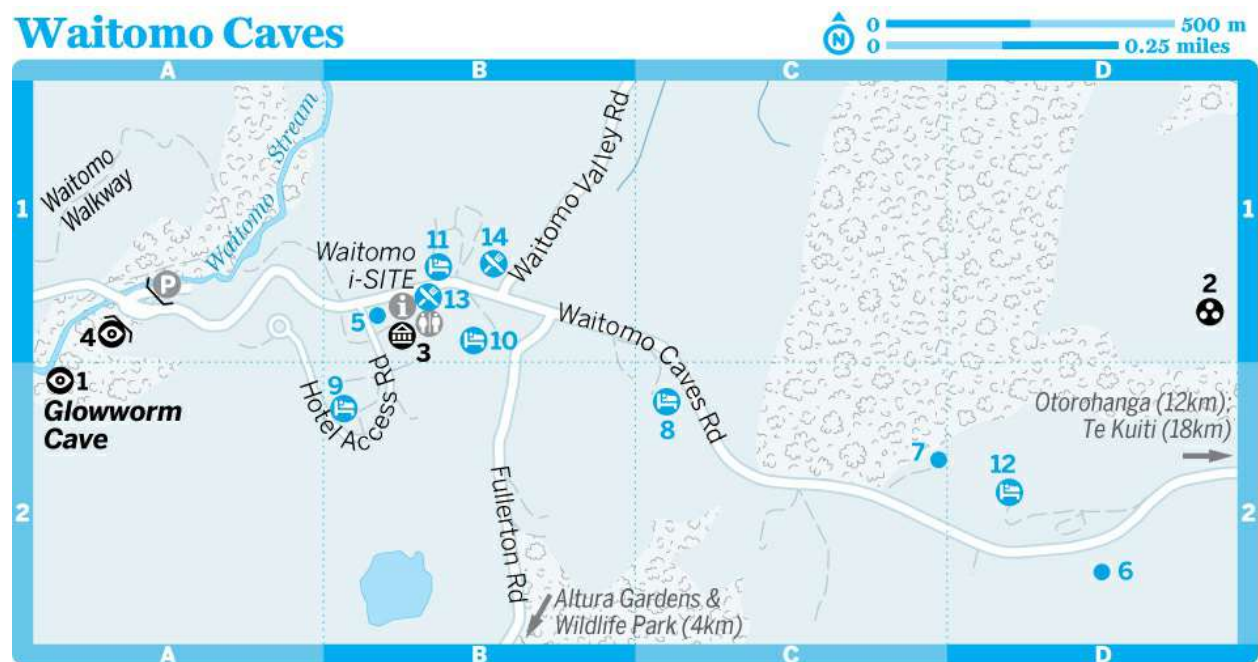 Waitomo Caves
N
0 500 m
0 0.25 miles
A B C D
1
1
Waitomo
Walkway
Waitomo Stream
Waitomo Valley Rd
Waitomo
i-SITE
11
14
2
P
i
13
5
4
3
10
Waitomo Caves Rd
1
Glowworm
Cave
9
Hotel Access Rd
8
Otorohanga (12km);
Te Kuiti (18km)
7
12
2
2
Fullerton Rd
6
Altura Gardens &
Wildlife Park (4km)
A B C D